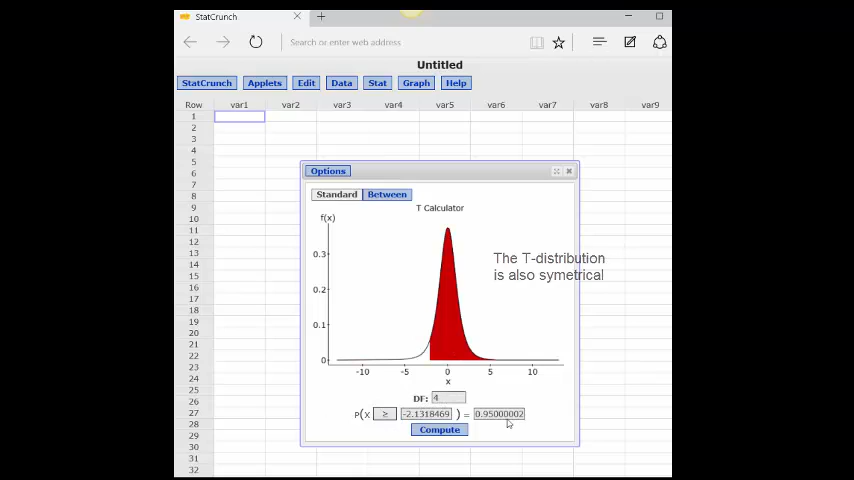 StatCrunch
Search or enter web address
Untitled
StatCrunch Applets Edit Data Stat Graph Help
Row var1 var2 var3 var4 var5 var6 var7 var8 var9
1
2
3
4
5
6
7
8
9
10
11
12
13
14
15
16
17
18
19
20
21
22
23
24
25
26
27
28
29
30
31
32
Options
Standard Between
T Calculator
f(x)
0.3
0.2
0.1
0
-10 -5 0 5 10
x
The T-distribution
is also symetrical
DF: 4
P(X ≥ -2.1318469 ) = 0.95000002
Compute